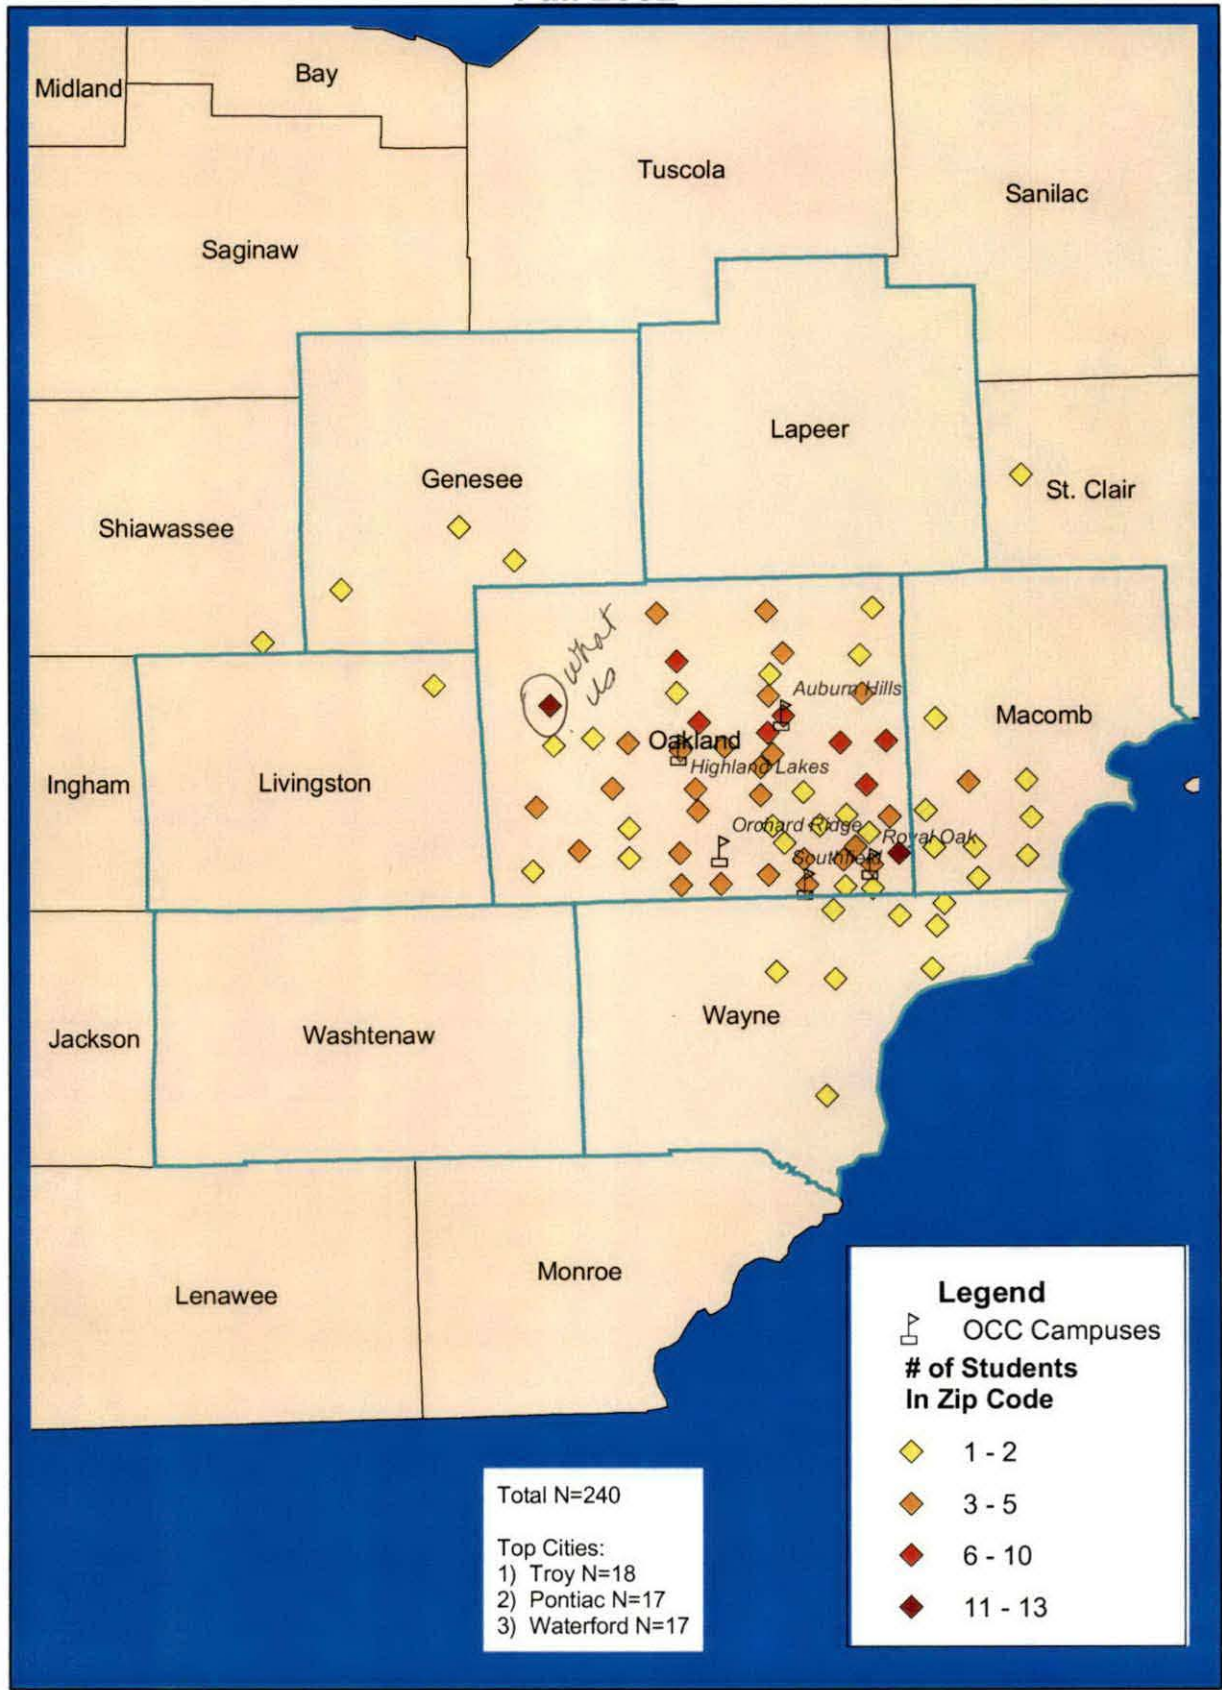 Midland
Bay
Tuscola
Sanilac
Saginaw
Lapeer
Genesee
St. Clair
Shiawassee
what
is
Auburn Hills
Macomb
Oakland
Highland Lakes
Ingham
Livingston
Orchard Ridge
Royal Oak
Southfield
Wayne
Jackson
Washtenaw
Monroe
Lenawee
Legend
OCC Campuses
# of Students
In Zip Code
1 - 2
3 - 5
6 - 10
11 - 13
Total N=240
Top Cities:
1) Troy N=18
2) Pontiac N=17
3) Waterford N=17